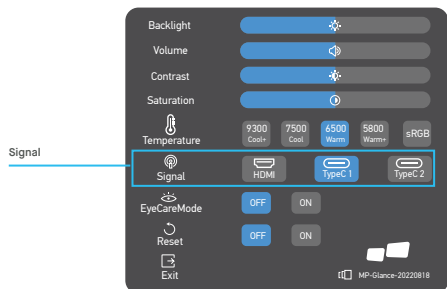 Backlight
Volume
Contrast
Saturation
Temperature
9300 7500 6500 5800 sRGB
Cool+ Cool Warm Warm+
Signal
Signal
HDMI TypeC 1 TypeC 2
EyeCareMode OFF ON
Reset OFF ON
Exit
MP-Glance-20220818